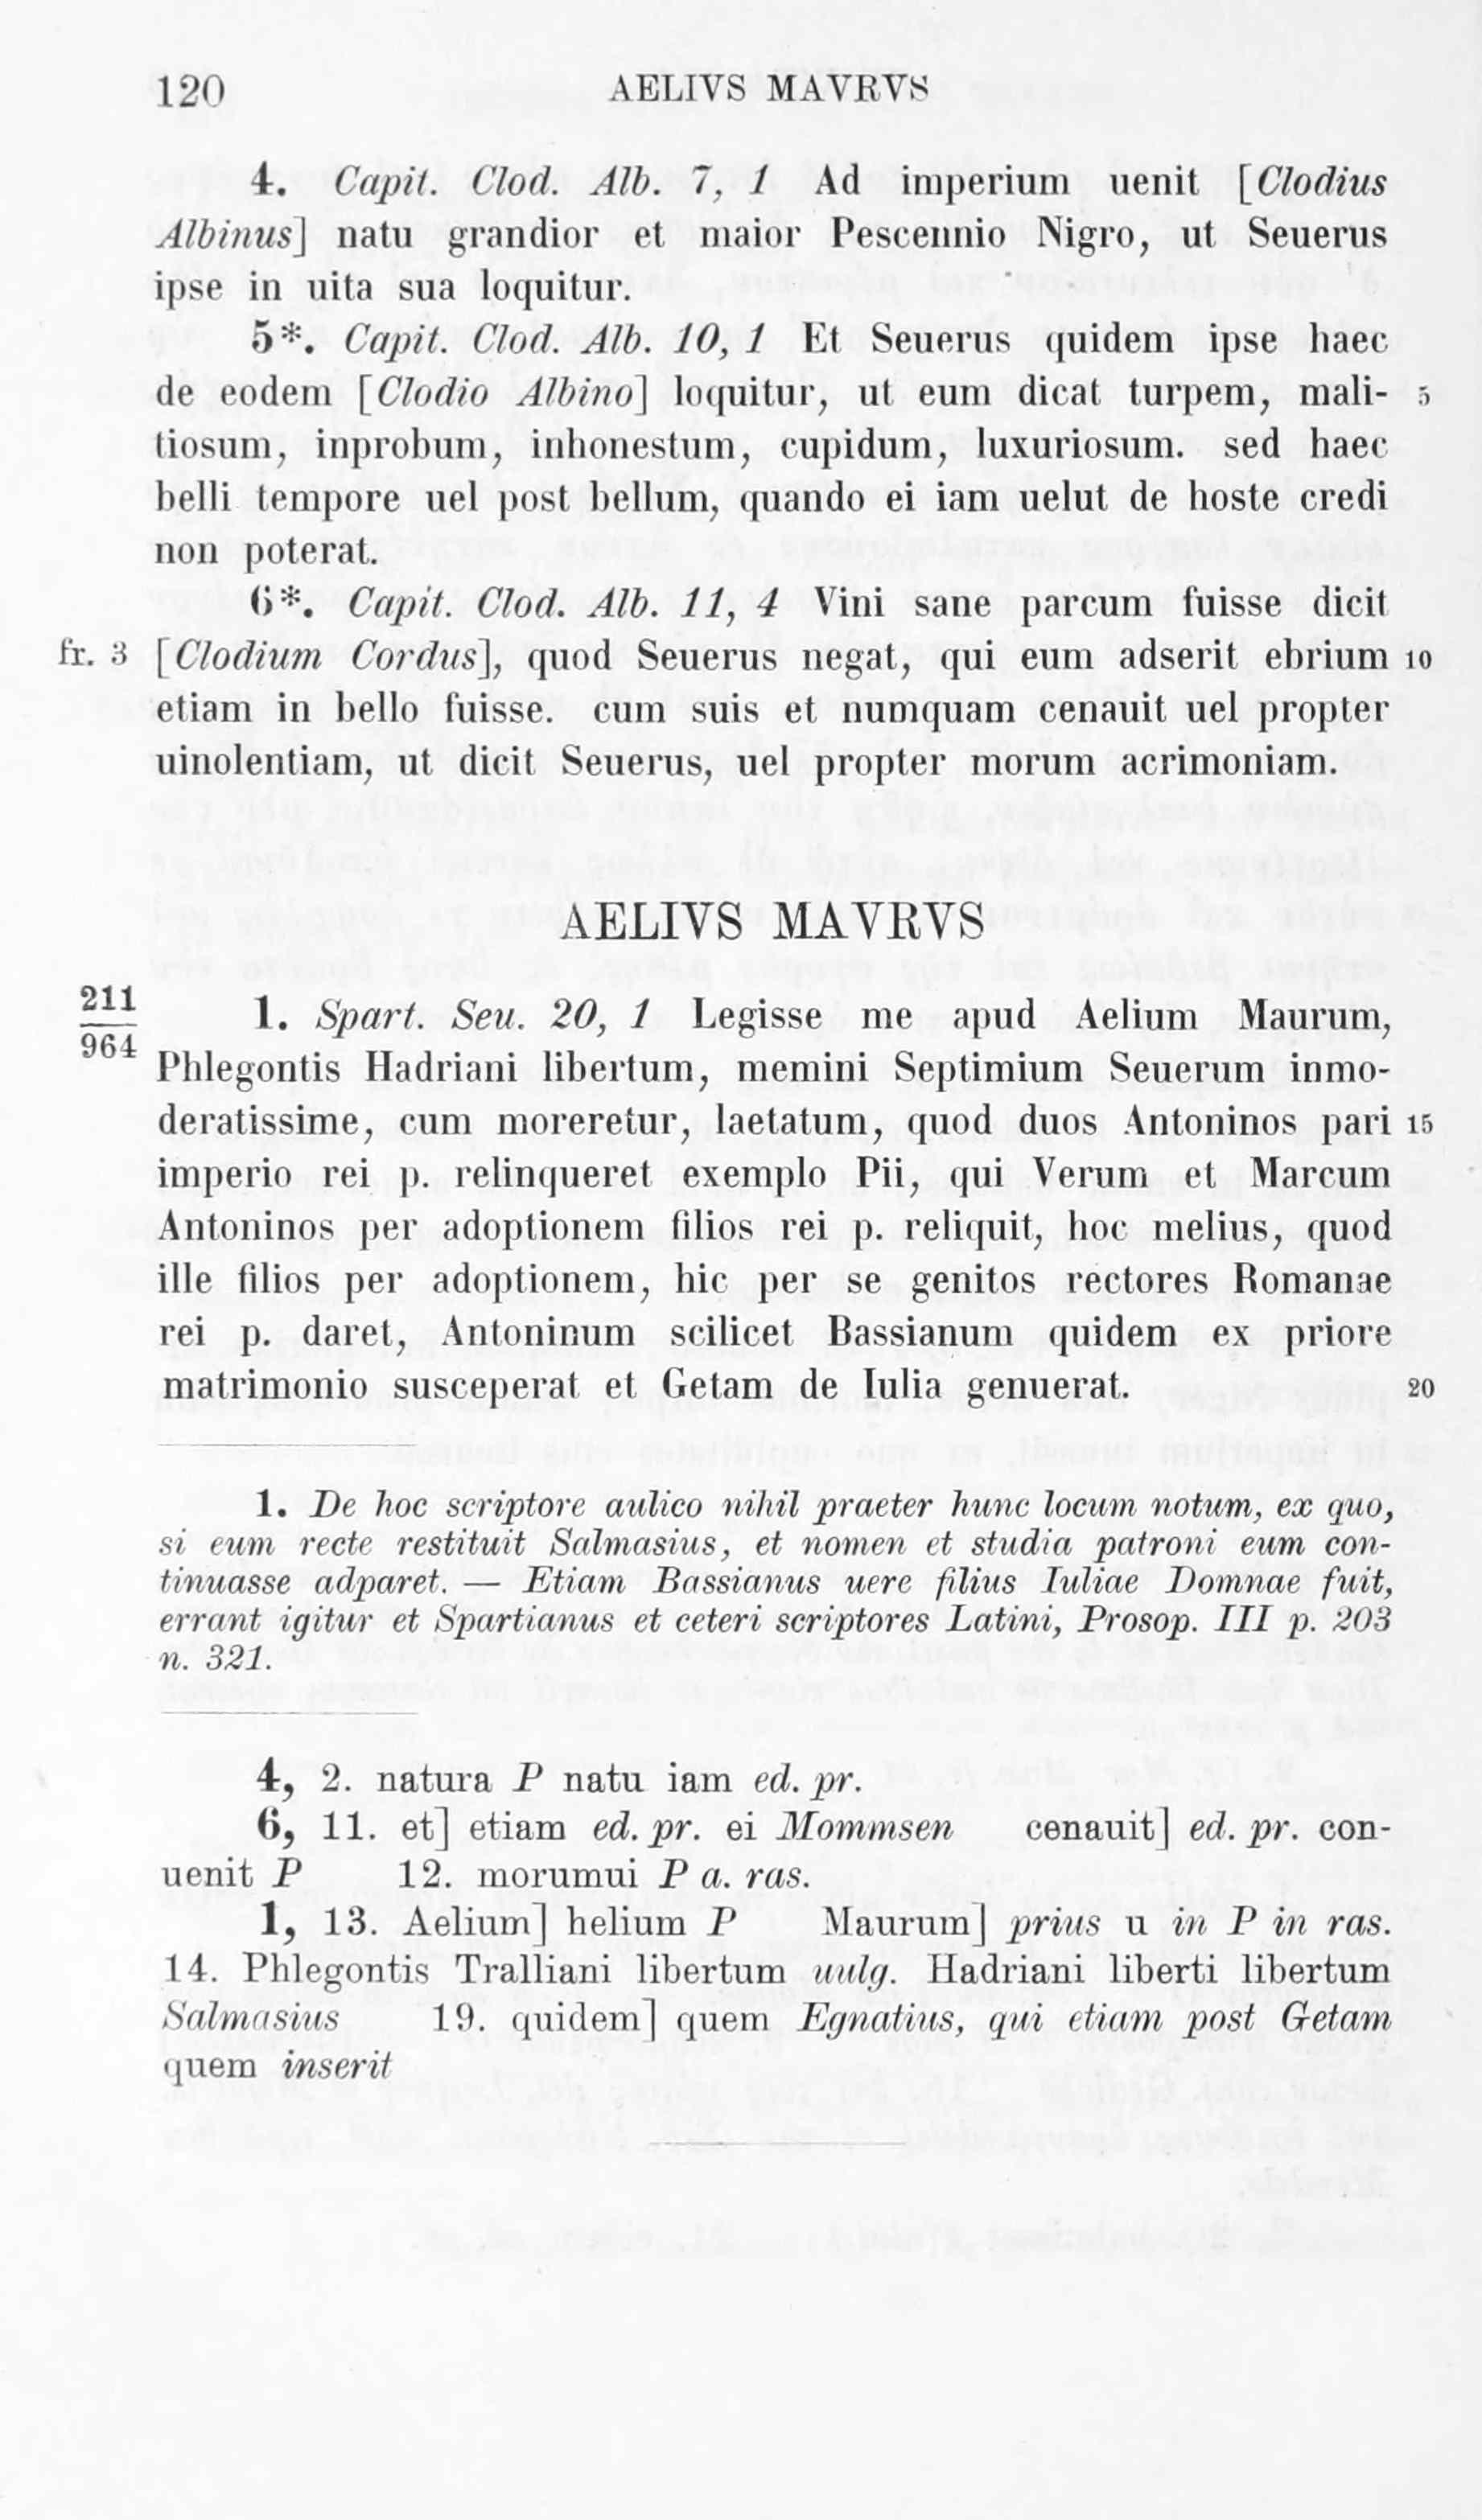 120 AELIVS MAVRVS
4. Capit. Clod. Alb. 7, 1 Ad imperium uenit [Clodius
Albinus] natu grandior et maior Pescennio Nigro, ut Seuerus
ipse in uita sua loquitur.
5*. Capit. Clod. Alb. 10, 1 Et Seuerus quidem ipse haec
de eodem [Clodio Albino] loquitur, ut eum dicat turpem, mali- 5
tiosum, inprobum, inhonestum, cupidum, luxuriosum. sed haec
belli tempore uel post bellum, quando ei iam uelut de hoste credi
non poterat.
6*. Capit. Clod. Alb. 11, 4 Vini sane parcum fuisse dicit
fr. 3 [Clodium Cordus], quod Seuerus negat, qui eum adserit ebrium 10
etiam in bello fuisse. cum suis et numquam cenauit uel propter
uinolentiam, ut dicit Seuerus, uel propter morum acrimoniam.
AELIVS MAVRVS
211
964
1. Spart. Seu. 20, 1 Legisse me apud Aelium Maurum,
Phlegontis Hadriani libertum, memini Septimium Seuerum inmo-
deratissime, cum moreretur, laetatum, quod duos Antoninos pari 15
imperio rei p. relinqueret exemplo Pii, qui Verum et Marcum
Antoninos per adoptionem filios rei p. reliquit, hoc melius, quod
ille filios per adoptionem, hic per se genitos rectores Romanae
rei p. daret, Antoninum scilicet Bassianum quidem ex priore
matrimonio susceperat et Getam de Iulia genuerat. 20
1. De hoc scriptore aulico nihil praeter hunc locum notum, ex quo,
si eum recte restituit Salmasius, et nomen et studia patroni eum con-
tinuasse adparet. — Etiam Bassianus uere filius Iuliae Domnae fuit,
errant igitur et Spartianus et ceteri scriptores Latini, Prosop. III p. 203
n. 321.
4, 2. natura P natu iam ed. pr.
6, 11. et] etiam ed. pr. ei Mommsen cenauit] ed. pr. con-
uenit P 12. morumui P a. ras.
1, 13. Aelium] helium P Maurum] prius u in P in ras.
14. Phlegontis Tralliani libertum uulg. Hadriani liberti libertum
Salmasius 19. quidem] quem Egnatius, qui etiam post Getam
quem inserit